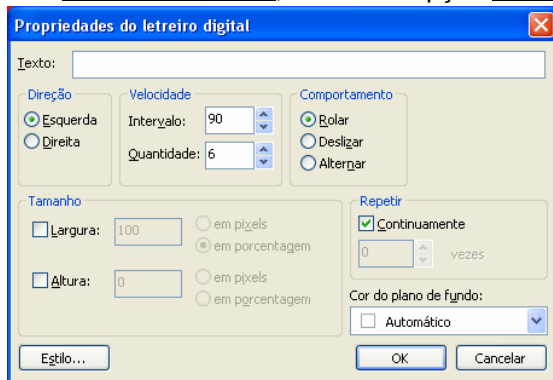 Propriedades do letreiro digital
Texto:
Direção
Velocidade
Comportamento
Esquerda
Intervalo: 90
Rolar
Direita
Deslizar
Quantidade: 6
Alternar
Tamanho
Repetir
Largura: 100
em pixels
Continuamente
em porcentagem
0 vezes
Altura: 0
em pixels
em porcentagem
Cor do plano de fundo:
Automático
Estilo...
OK
Cancelar